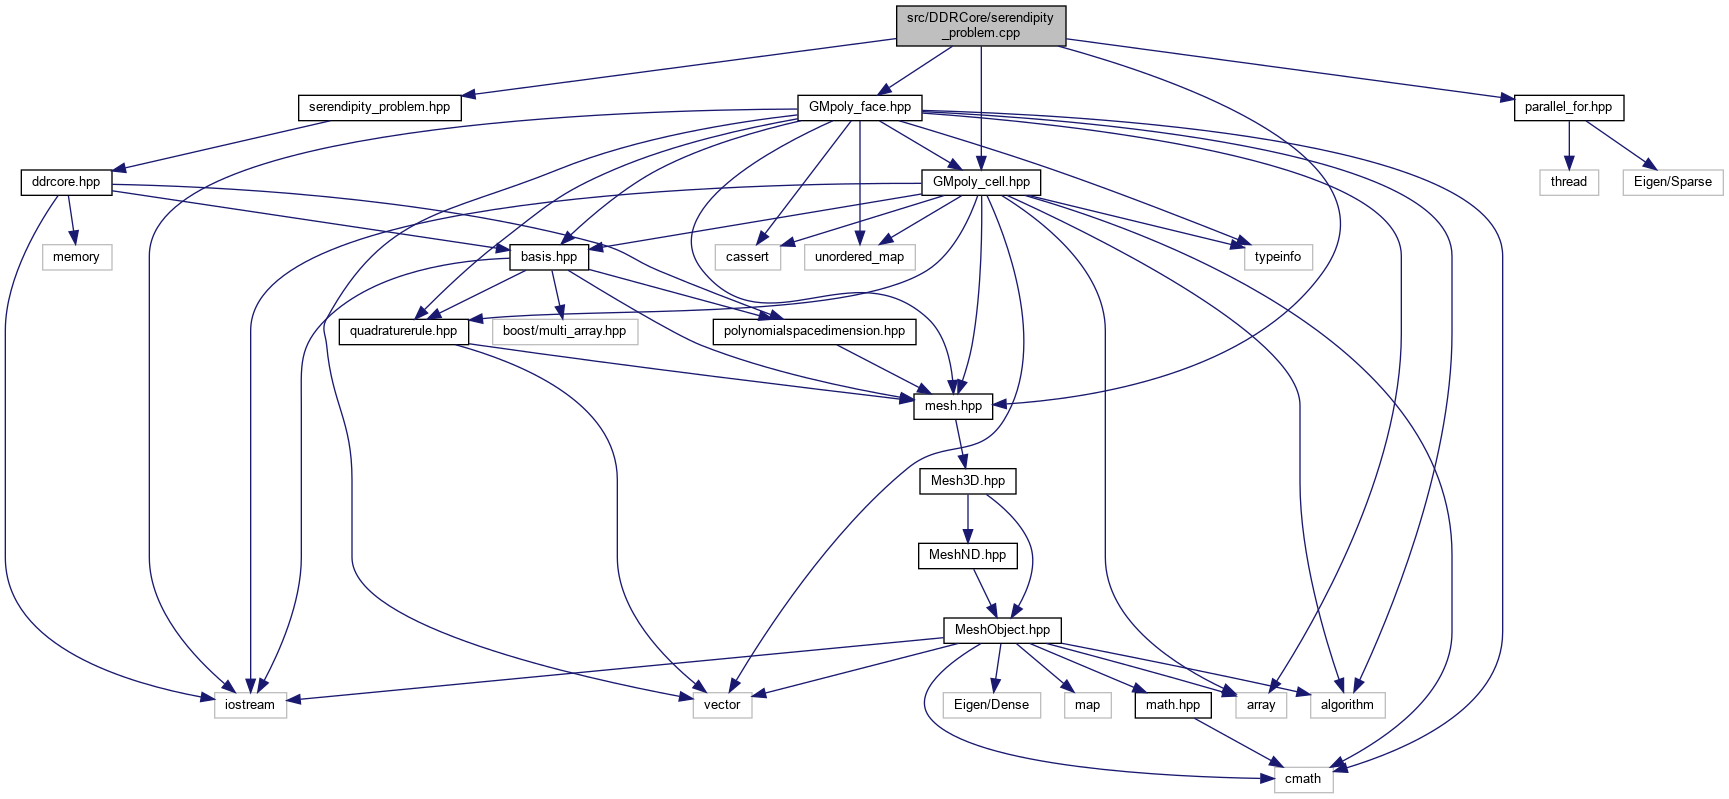 src/DDRCore/serendipity
_problem.cpp
serendipity_problem.hpp
GMpoly_face.hpp
parallel_for.hpp
ddrcore.hpp
GMpoly_cell.hpp
thread
Eigen/Sparse
memory
basis.hpp
cassert
unordered_map
typeinfo
quadraturerule.hpp
boost/multi_array.hpp
polynomialspacedimension.hpp
mesh.hpp
Mesh3D.hpp
MeshND.hpp
MeshObject.hpp
iostream
vector
Eigen/Dense
map
math.hpp
array
algorithm
cmath